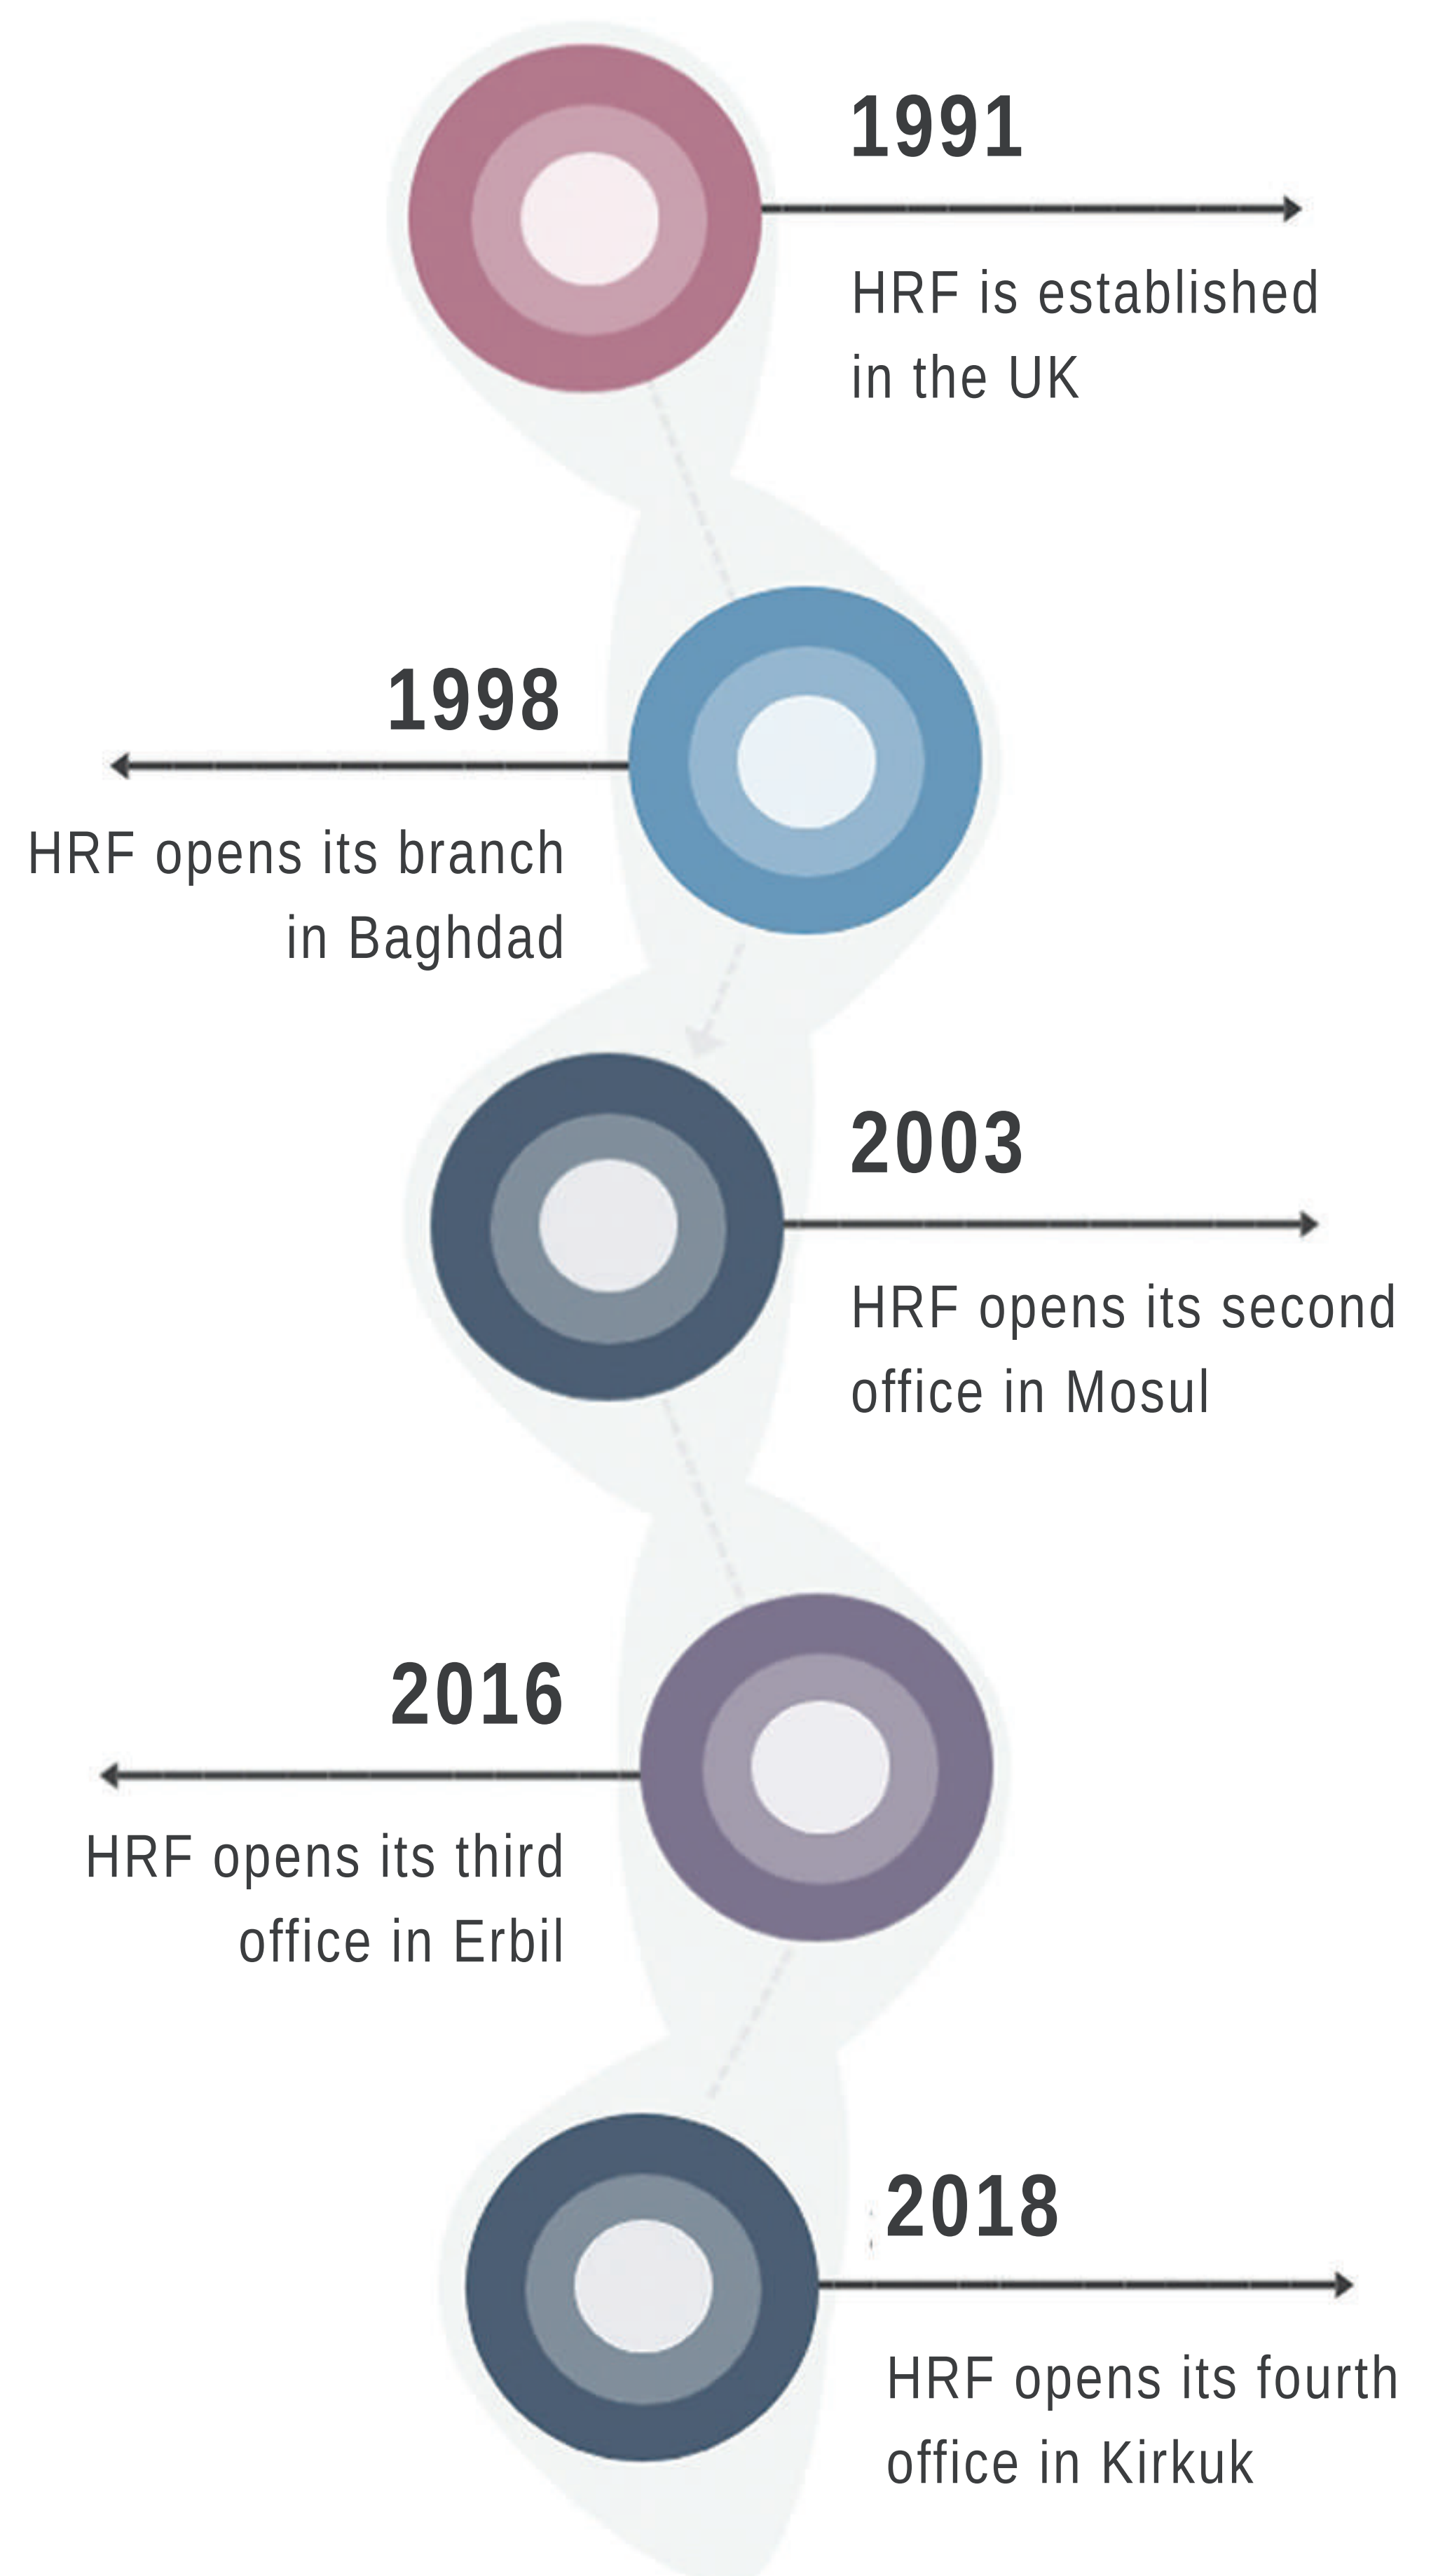 1991
HRF is established
in the UK
1998
HRF opens its branch
in Baghdad
2003
HRF opens its second
office in Mosul
2016
HRF opens its third
office in Erbil
2018
HRF opens its fourth
office in Kirkuk